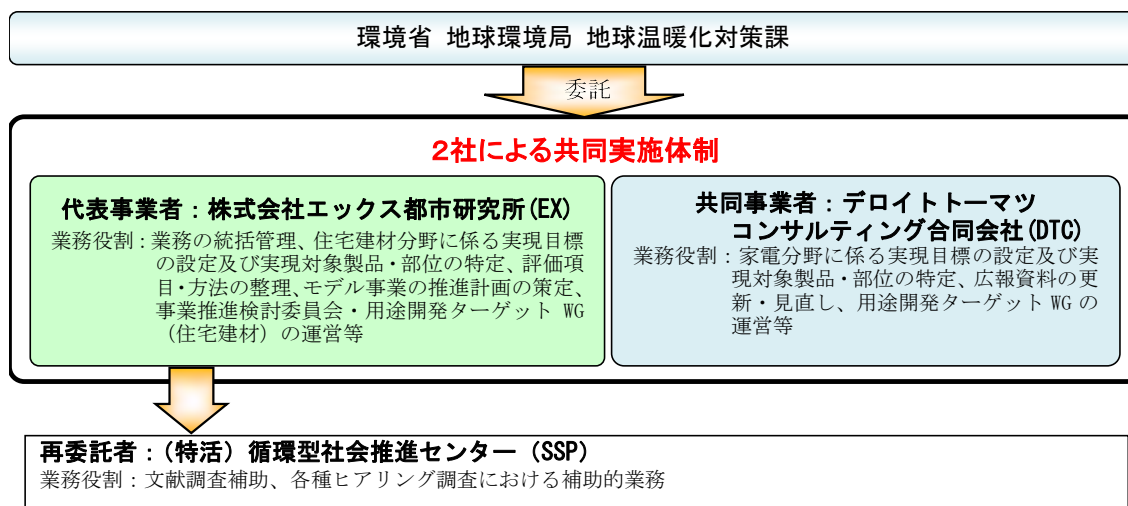 環境省 地球環境局 地球温暖化対策課
委託
2社による共同実施体制
代表事業者：株式会社エックス都市研究所(EX)
業務役割：業務の統括管理、住宅建材分野に係る実現目標
の設定及び実現対象製品・部位の特定、評価項
目・方法の整理、モデル事業の推進計画の策定、
事業推進検討委員会・用途開発ターゲット WG
（住宅建材）の運営等
共同事業者：デロイトトーマツ
コンサルティング合同会社(DTC)
業務役割：家電分野に係る実現目標の設定及び実
現対象製品・部位の特定、広報資料の更
新・見直し、用途開発ターゲット WG の
運営等
再委託者：（特活）循環型社会推進センター（SSP）
業務役割：文献調査補助、各種ヒアリング調査における補助的業務